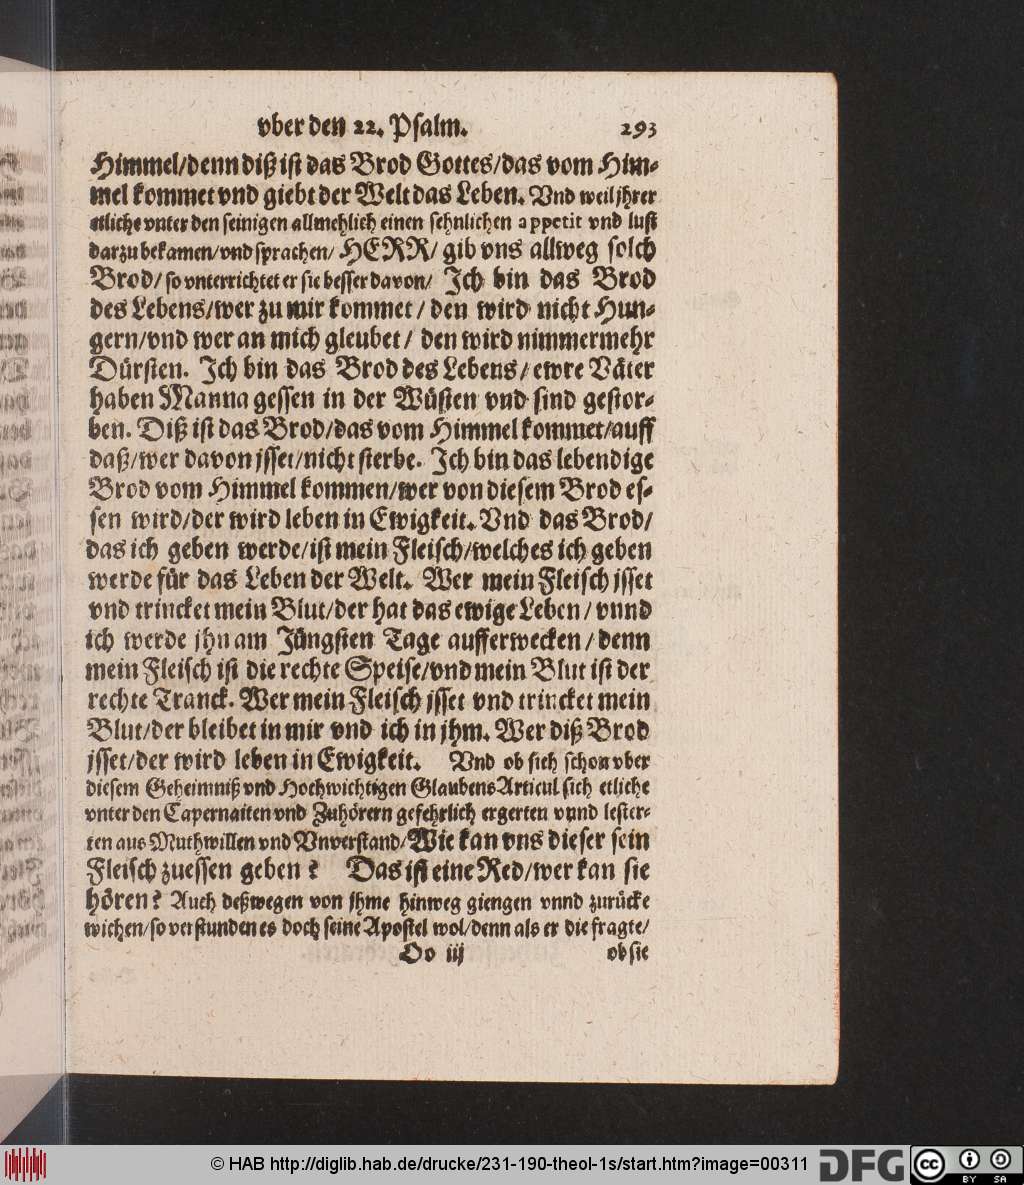 vber den 22. Psalm. 293
Himmel/denn diß ist das Brod Gottes/das vom Him-
mel kommet vnd giebt der Welt das Leben. Vnd weil jhrer
etliche vnter den seinigen allmehlich einen sehnlichen appetit vnd lust
darzu bekamen/vnd sprachen/ HERR/ gib vns allweg solch
Brod/ so vnterrichtet er sie besser davon/ Ich bin das Brod
des Lebens/wer zu mir kommet/ den wird nicht Hun-
gern/vnd wer an mich gleubet/ den wird nimmermehr
Dürsten. Ich bin das Brod des Lebens/ ewre Väter
haben Manna gessen in der Wüsten vnd sind gestor-
ben. Diß ist das Brod/das vom Himmel kommet/auff
daß/wer davon jsset/nicht sterbe. Ich bin das lebendige
Brod vom Himmel kommen/wer von diesem Brod es-
sen wird/der wird leben in Ewigkeit. Vnd das Brod/
das ich geben werde/ist mein Fleisch/welches ich geben
werde für das Leben der Welt. Wer mein Fleisch jsset
vnd trincket mein Blut/der hat das ewige Leben/ vnnd
ich werde jhn am Jüngsten Tage aufferwecken/ denn
mein Fleisch ist die rechte Speise/vnd mein Blut ist der
rechte Tranck. Wer mein Fleisch jsset vnd trincket mein
Blut/der bleibet in mir vnd ich in jhm. Wer diß Brod
jsset/der wird leben in Ewigkeit. Vnd ob sich schon vber
diesem Geheimniß vnd Hochwichtigen Glaubens Articul sich etliche
vnter den Capernaiten vnd Zuhörern gefehrlich ergerten vnnd lester-
ten aus Muthwillen vnd Vnverstand/Wie kan vns dieser sein
Fleisch zuessen geben? Das ist eine Red/wer kan sie
hören? Auch deßwegen von jhme hinweg giengen vnnd zurücke
wichen/so verstunden es doch seine Apostel wol/denn als er die fragte/
Oo iij ob sie
© HAB http://diglib.hab.de/drucke/231-190-theol-1s/start.htm?image=00311 DFG cc BY SA